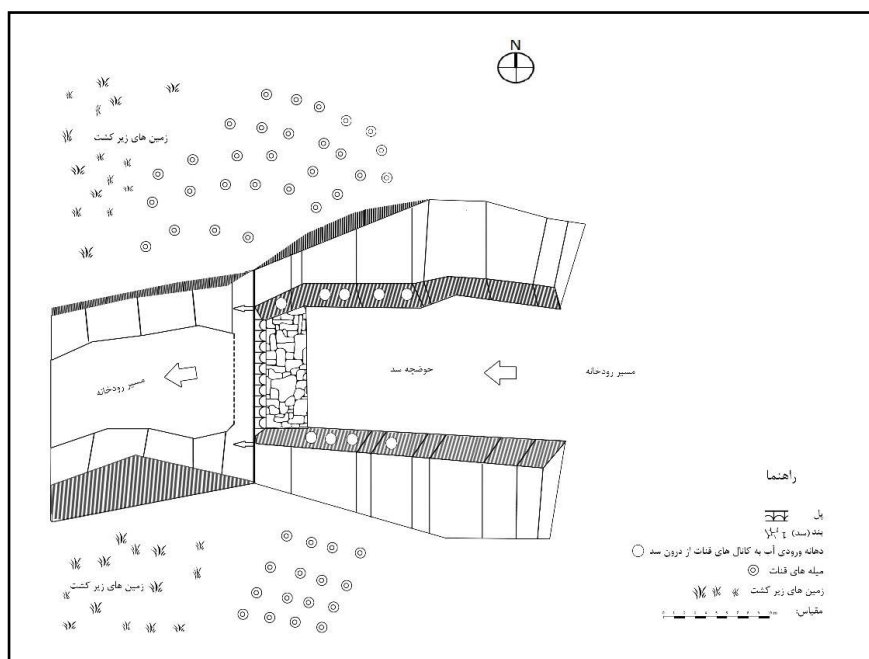 N
زمین های زیر کشت
مسیر رودخانه
حوضچه سد
مسیر رودخانه
زمین های زیر کشت
راهنما
پل
بند (سد)
دهانه ورودی آب به کانال های قنات از درون سد
میله های قنات
زمین های زیر کشت
مقیاس: